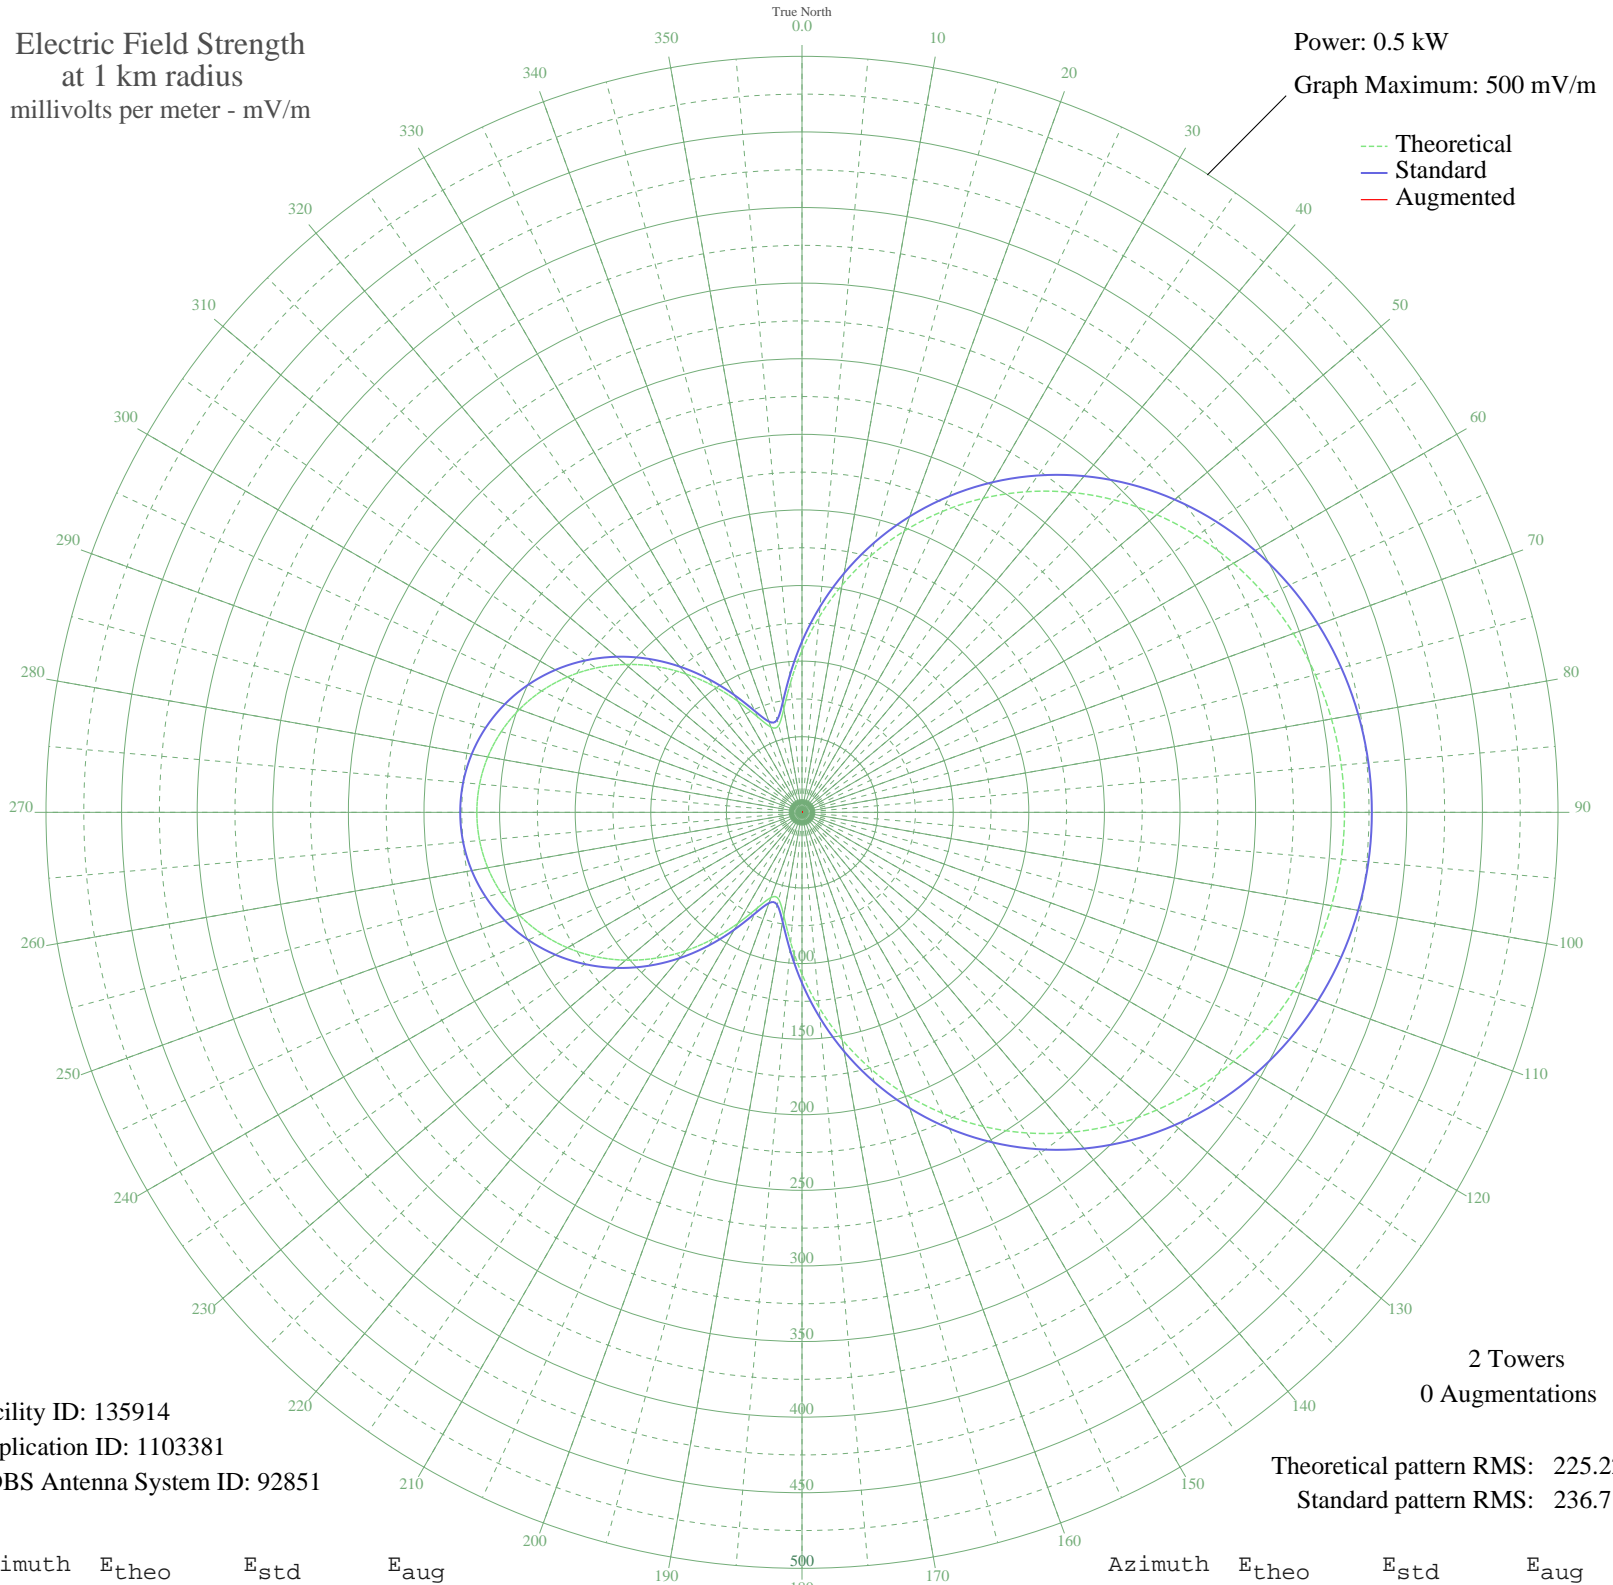 True North
Electric Field Strength
at 1 km radius
millivolts per meter - mV/m
Power: 0.5 kW
Graph Maximum: 500 mV/m
Theoretical
Standard
Augmented
0.0
10
20
30
40
50
60
70
80
90
100
110
120
130
140
150
160
170
190
200
210
220
230
240
250
260
270
280
290
300
310
320
330
340
350
100
150
200
250
300
350
400
450
500
2 Towers
0 Augmentations
cility ID: 135914
plication ID: 1103381
DBS Antenna System ID: 92851
Theoretical pattern RMS: 225.2
Standard pattern RMS: 236.7
imuth Etheo Estd Eaug
Azimuth Etheo Estd Eaug